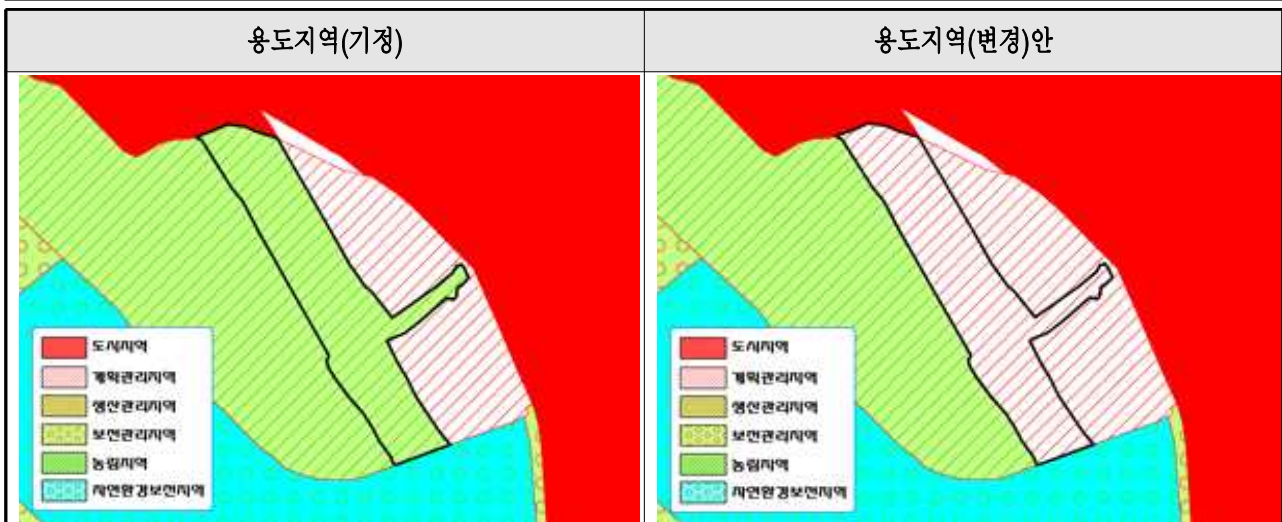 용도지역(기정)
용도지역(변경)안
도시지역
계획관리지역
생산관리지역
보전관리지역
농림지역
자연환경보전지역
도시지역
계획관리지역
생산관리지역
보전관리지역
농림지역
자연환경보전지역